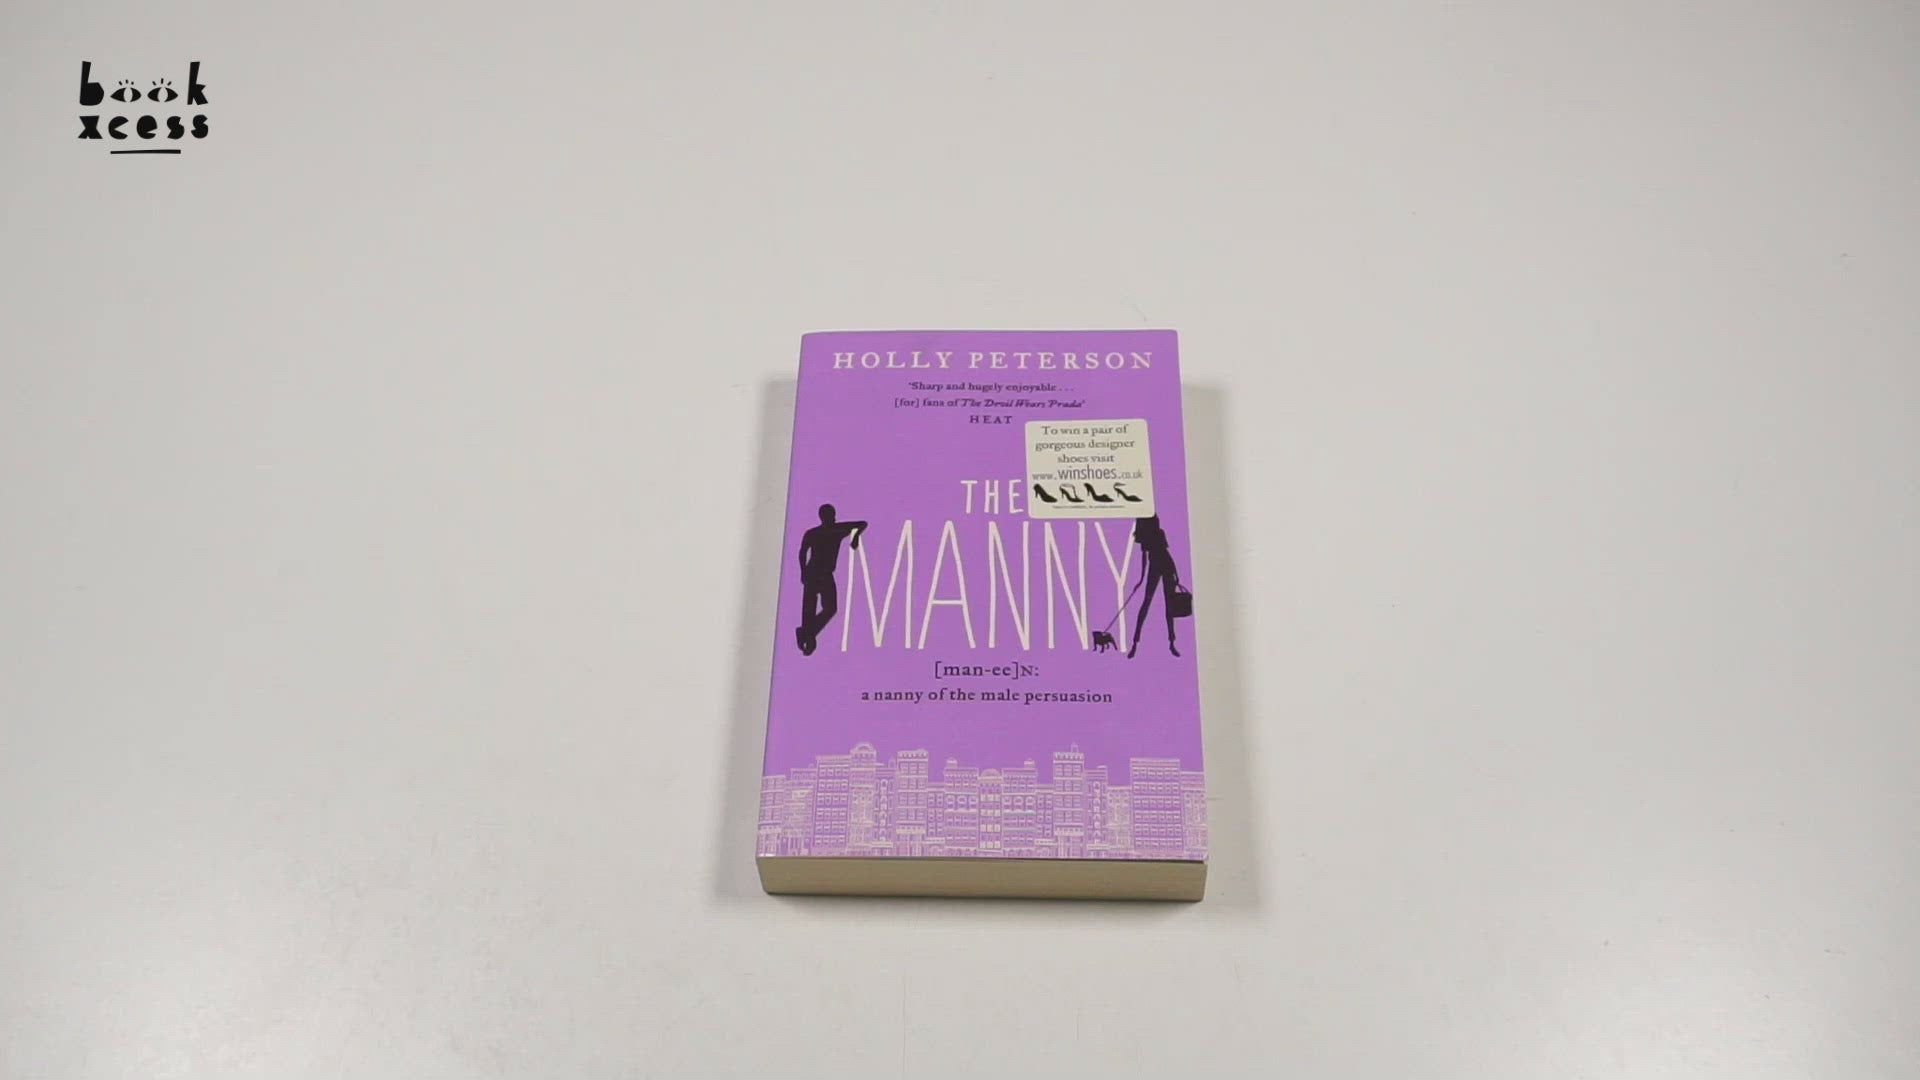 book
xcess
HOLLY PETERSON
'Sharp and hugely enjoyable...
[for] fans of The Devil Wears Prada'
HEAT
To win a pair of
gorgeous designer
shoes visit
www.winshoes.co.uk
THE
MANNY
[man-ee]N:
a nanny of the male persuasion